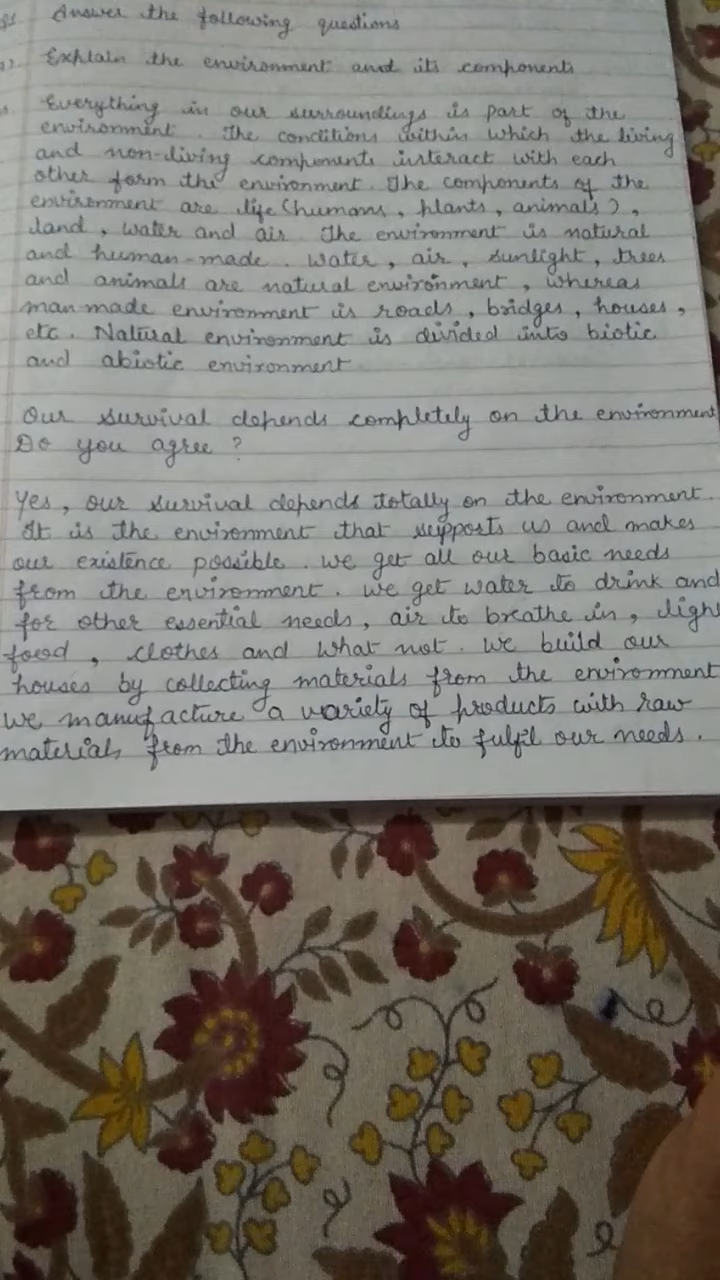 Answer the following questions
Explain the environment and its components
Everything in our surroundings is part of the
environment. The conditions within which the living
and non-living components interact with each
other form the environment. The components of the
environment are life (humans, plants, animals),
land, water and air. The environment is natural
and human-made. Water, air, sunlight, trees
and animals are natural environment, whereas
man-made environment is roads, bridges, houses,
etc. Natural environment is divided into biotic
and abiotic environment
Our survival depends completely on the environment
Do you agree?
Yes, our survival depends totally on the environment.
It is the environment that supports us and makes
our existence possible. We get all our basic needs
from the environment. We get water to drink and
for other essential needs, air to breathe in, ligh
food, clothes and what not. We build our
houses by collecting materials from the environment
we manufacture a variety of products with raw
materials from the environment to fulfil our needs.